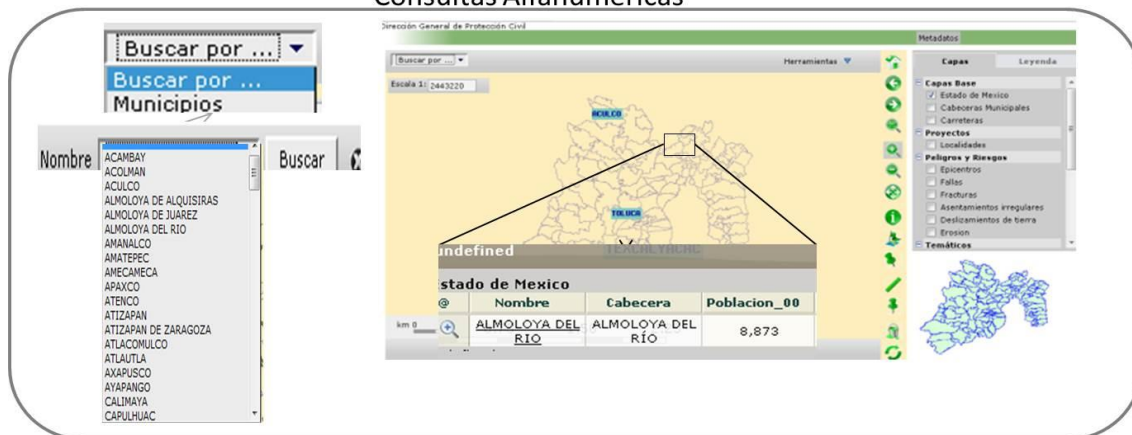 Consultas Alfanuméricas
Buscar por ...
Buscar por ...
Municipios
Nombre
Buscar
ACAMBAY
ACOLMAN
ACULCO
ALMOLOYA DE ALQUISIRAS
ALMOLOYA DE JUAREZ
ALMOLOYA DEL RIO
AMANALCO
AMATEPEC
AMECAMECA
APAXCO
ATENCO
ATIZAPAN
ATIZAPAN DE ZARAGOZA
ATLACOMULCO
ATLAUTLA
AXAPUSCO
AYAPANGO
CALIMAYA
CAPULHUAC
Dirección General de Protección Civil
Buscar por ...
Herramientas
Escala 1: 2443220
ACULCO
TOLUCA
TEXCALYACAC
undefined
stado de Mexico
@ Nombre Cabecera Poblacion_00
ALMOLOYA DEL RIO
ALMOLOYA DEL RÍO
8,873
km 0
Metadatos
Capas Leyenda
Capas Base
Estado de Mexico
Cabeceras Municipales
Carreteras
Proyectos
Localidades
Peligros y Riesgos
Epicentros
Fallas
Fracturas
Asentamientos irregulares
Deslizamientos de tierra
Erosion
Temáticos